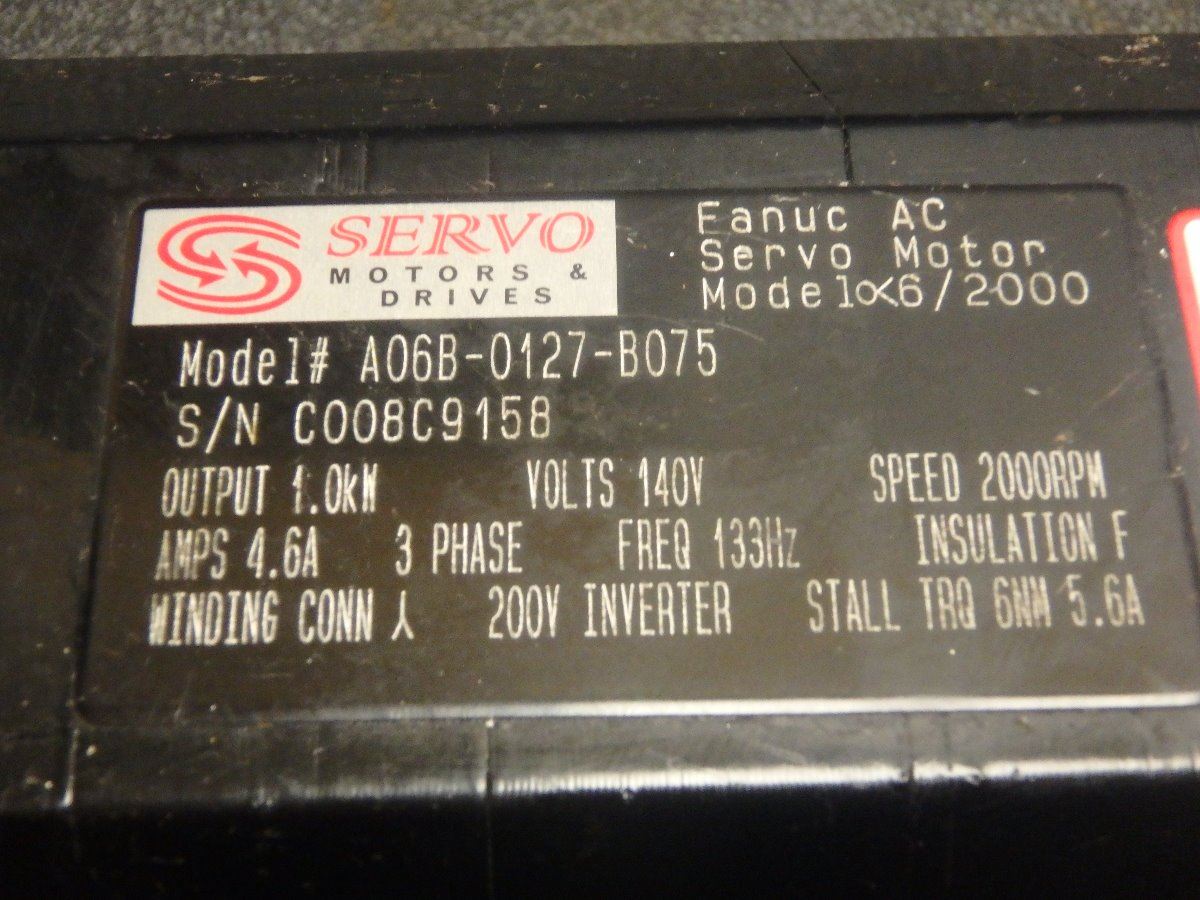 SERVO
MOTORS &
DRIVES
Fanuc AC
Servo Motor
Model α6/2000
Model# A06B-0127-B075
S/N C008C9158
OUTPUT 1.0kW VOLTS 140V SPEED 2000RPM
AMPS 4.6A 3 PHASE FREQ 133Hz INSULATION F
WINDING CONN ⅄ 200V INVERTER STALL TRQ 6NM 5.6A